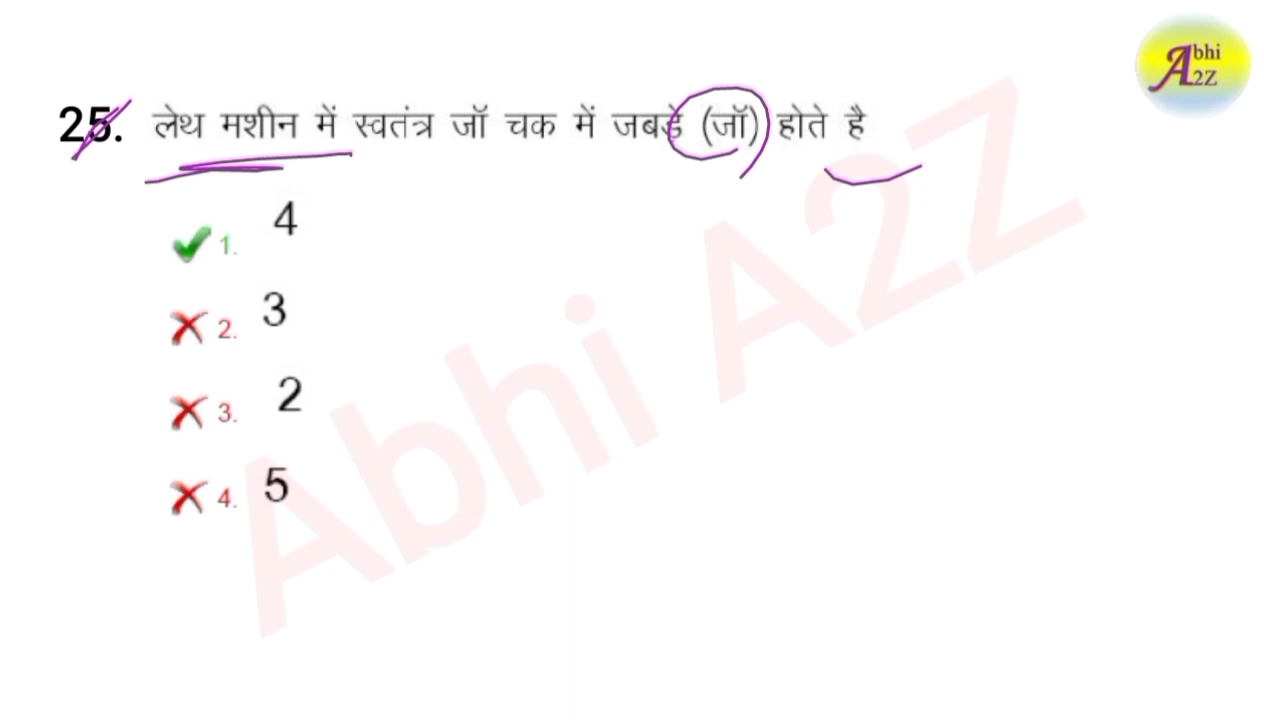 Abhi A2Z
25. लेथ मशीन में स्वतंत्र जॉ चक में जबड़े (जॉ) होते है
1. 4
2. 3
3. 2
4. 5
Abhi A2Z